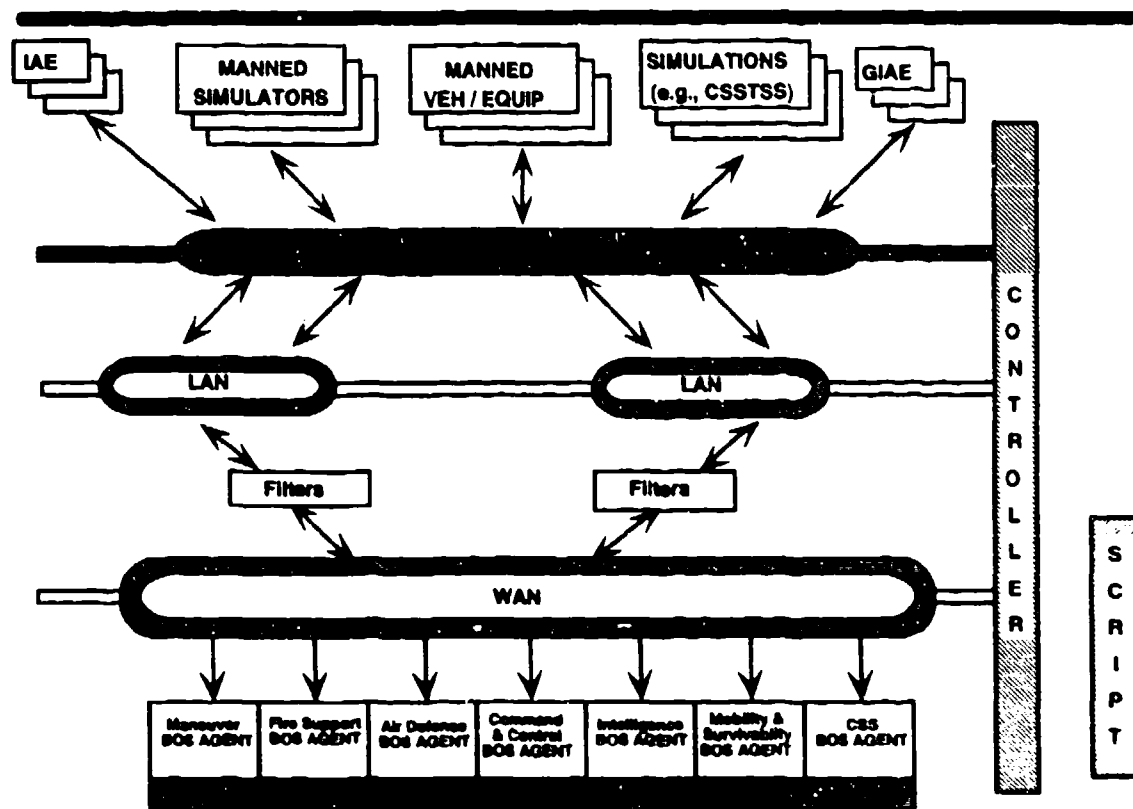 IAE
MANNED
SIMULATORS
MANNED
VEH / EQUIP
SIMULATIONS
(e.g., CSSTSS)
GIAE
LAN
LAN
Filters
Filters
WAN
Maneuver
BOS AGENT
Fire Support
BOS AGENT
Air Defense
BOS AGENT
Command
& Control
BOS AGENT
Intelligence
BOS AGENT
Mobility &
Survivability
BOS AGENT
CSS
BOS AGENT
CONTROLLER
SCRIPT